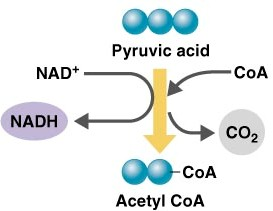 Pyruvic acid
NAD⁺
CoA
NADH
CO₂
CoA
Acetyl CoA